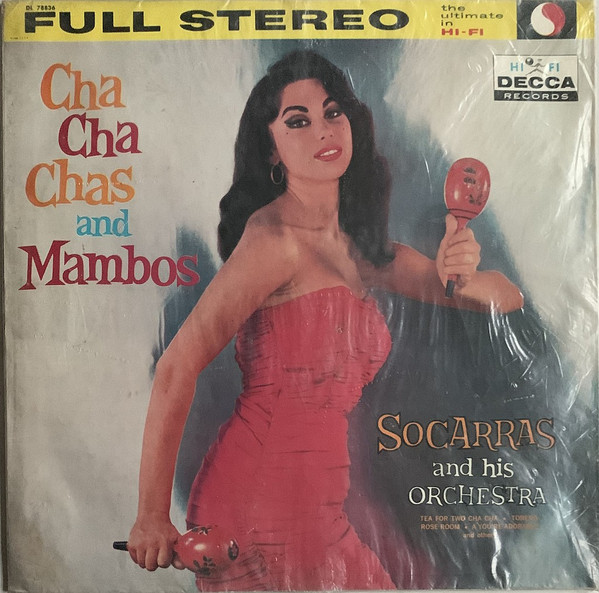 DL 78836
FULL STEREO
the
ultimate
in
HI-FI
HI FI
DECCA
RECORDS
Cha
Cha
Chas
and
Mambos
SOCARRAS
and his
ORCHESTRA
TEA FOR TWO CHA CHA •
ROSE ROOM •
and others